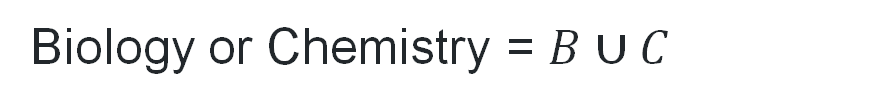 Biology or Chemistry = B ∪ C